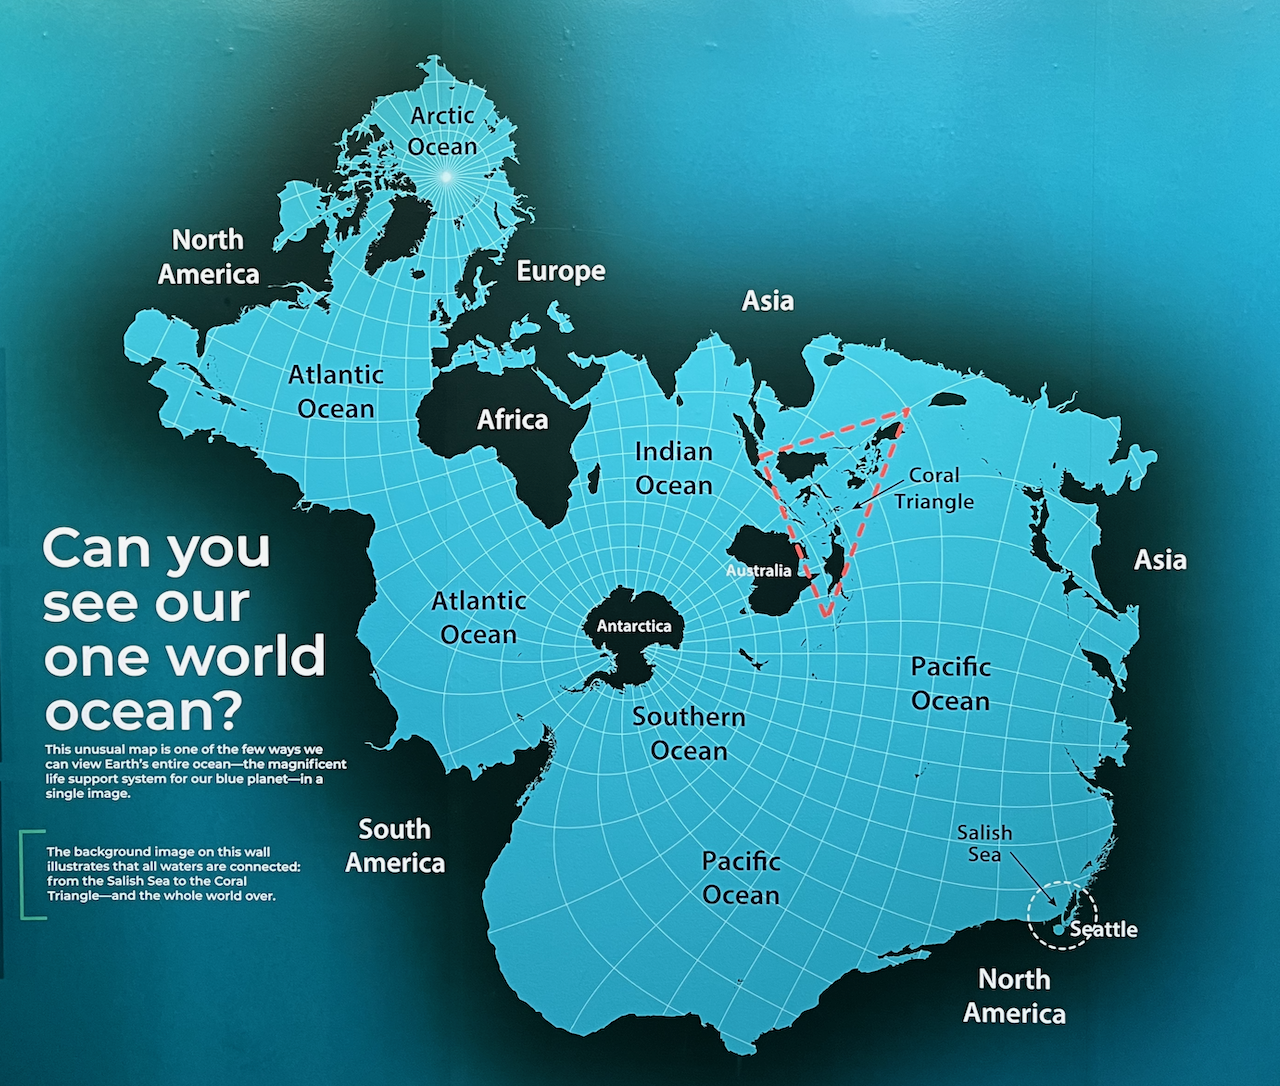 Arctic
Ocean
North
America
Europe
Asia
Atlantic
Ocean
Africa
Indian
Ocean
Coral
Triangle
Australia
Asia
Can you
see our
one world
ocean?
This unusual map is one of the few ways we
can view Earth's entire ocean—the magnificent
life support system for our blue planet—in a
single image.
The background image on this wall
illustrates that all waters are connected:
from the Salish Sea to the Coral
Triangle—and the whole world over.
Atlantic
Ocean
Antarctica
Pacific
Ocean
Southern
Ocean
South
America
Pacific
Ocean
Salish
Sea
Seattle
North
America